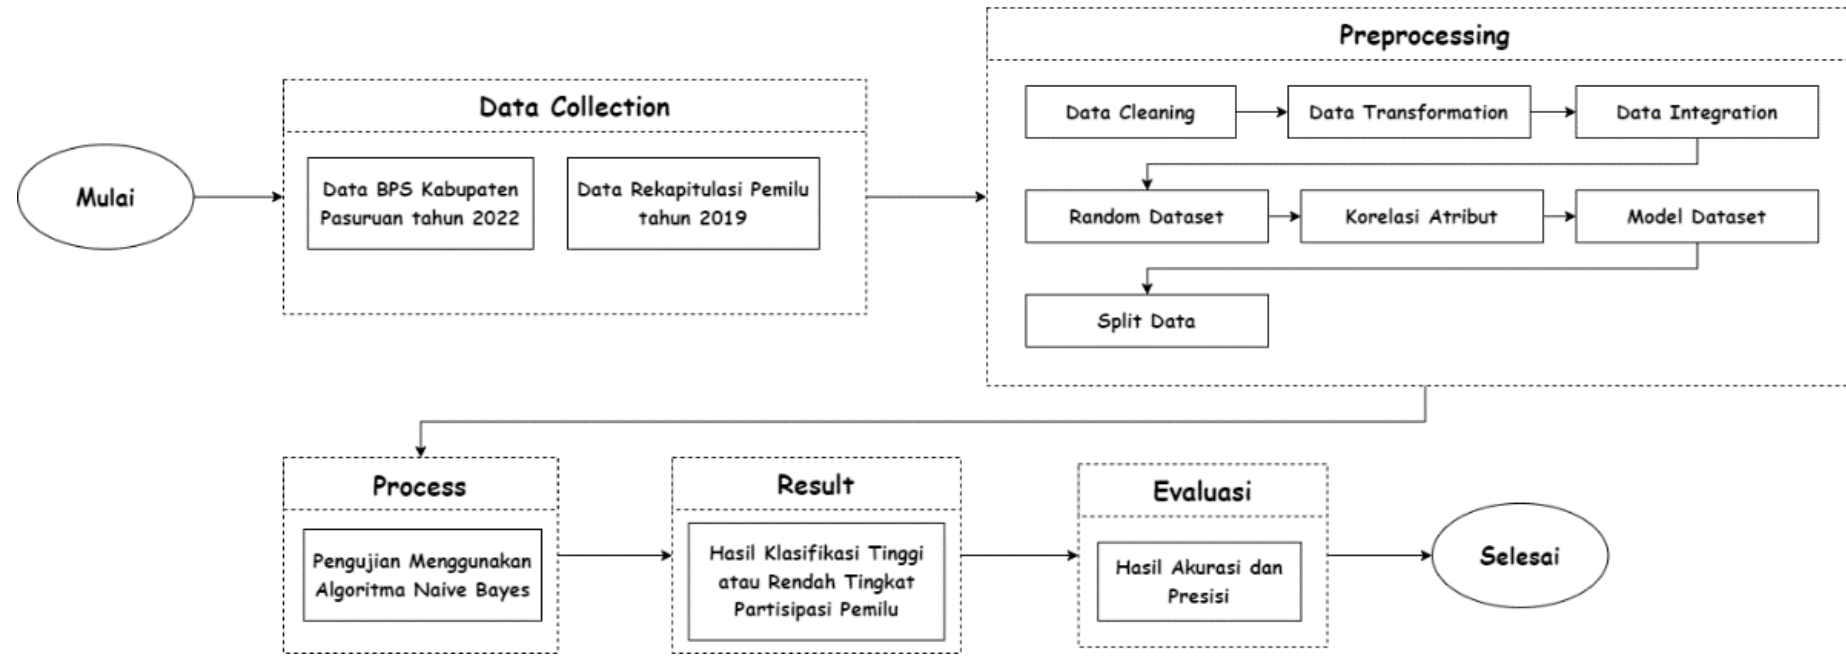 Mulai
Data Collection
Data BPS Kabupaten
Pasuruan tahun 2022
Data Rekapitulasi Pemilu
tahun 2019
Preprocessing
Data Cleaning
Data Transformation
Data Integration
Random Dataset
Korelasi Atribut
Model Dataset
Split Data
Process
Pengujian Menggunakan
Algoritma Naive Bayes
Result
Hasil Klasifikasi Tinggi
atau Rendah Tingkat
Partisipasi Pemilu
Evaluasi
Hasil Akurasi dan
Presisi
Selesai